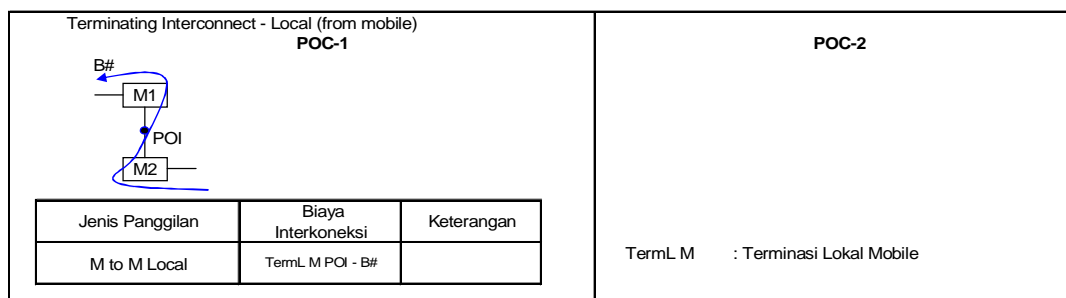 Terminating Interconnect - Local (from mobile)
POC-1
B#
M1
POI
M2
Jenis Panggilan
Biaya
Interkoneksi
Keterangan
M to M Local
TermL M POI - B#
POC-2
TermL M : Terminasi Lokal Mobile